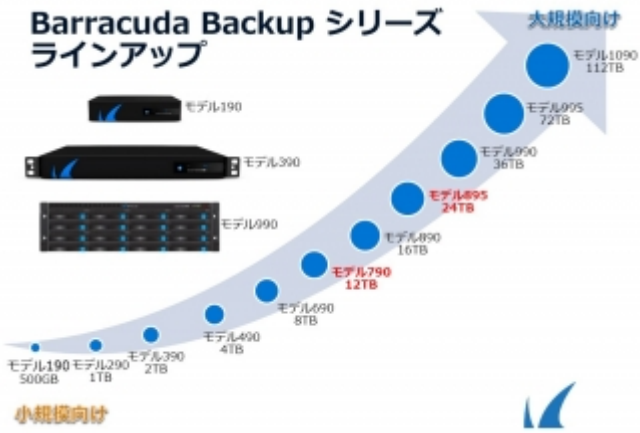 Barracuda Backup シリーズ
ラインアップ
大規模向け
モデル1090
112TB
モデル190
モデル995
72TB
モデル390
モデル990
36TB
モデル895
24TB
モデル990
モデル890
16TB
モデル790
12TB
モデル690
8TB
モデル490
4TB
モデル390
2TB
モデル290
1TB
モデル190
500GB
小規模向け